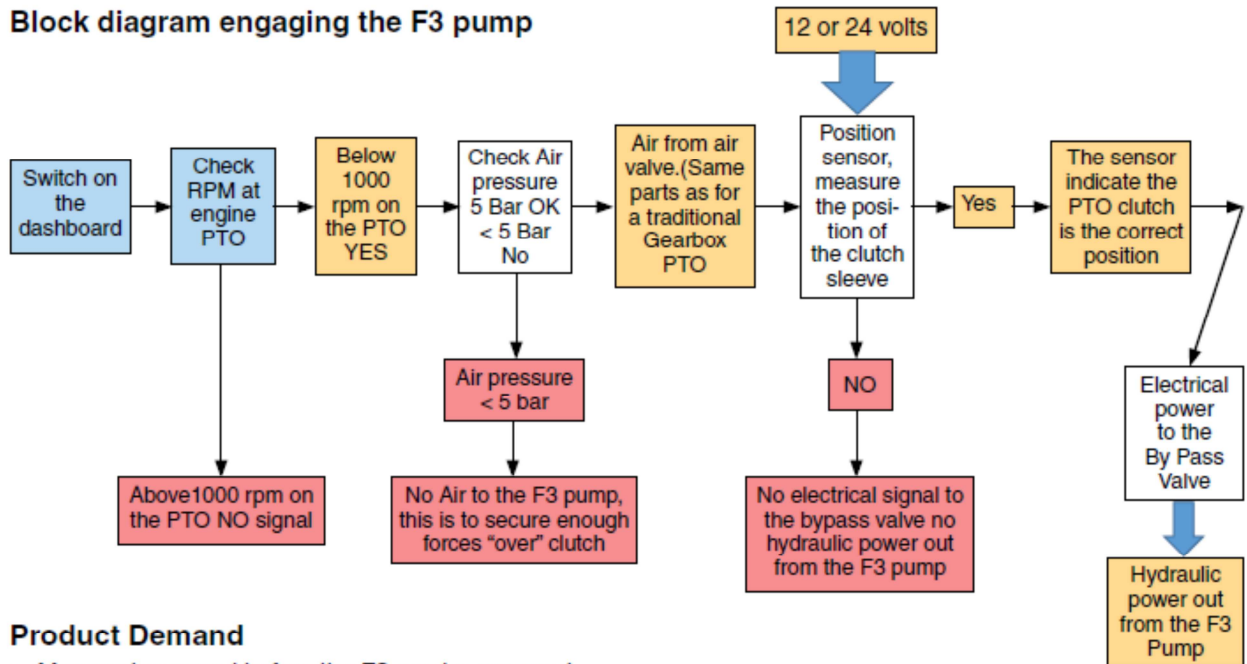 Block diagram engaging the F3 pump
12 or 24 volts
Switch on
the
dashboard
Check
RPM at
engine
PTO
Below
1000
rpm on
the PTO
YES
Check Air
pressure
5 Bar OK
< 5 Bar
No
Air from air
valve.(Same
parts as for
a traditional
Gearbox
PTO
Position
sensor,
measure
the posi-
tion of
the clutch
sleeve
Yes
The sensor
indicate the
PTO clutch
is the correct
position
Air pressure
< 5 bar
NO
Electrical
power
to the
By Pass
Valve
Above1000 rpm on
the PTO NO signal
No Air to the F3 pump,
this is to secure enough
forces “over” clutch
No electrical signal to
the bypass valve no
hydraulic power out
from the F3 pump
Hydraulic
power out
from the F3
Pump
Product Demand